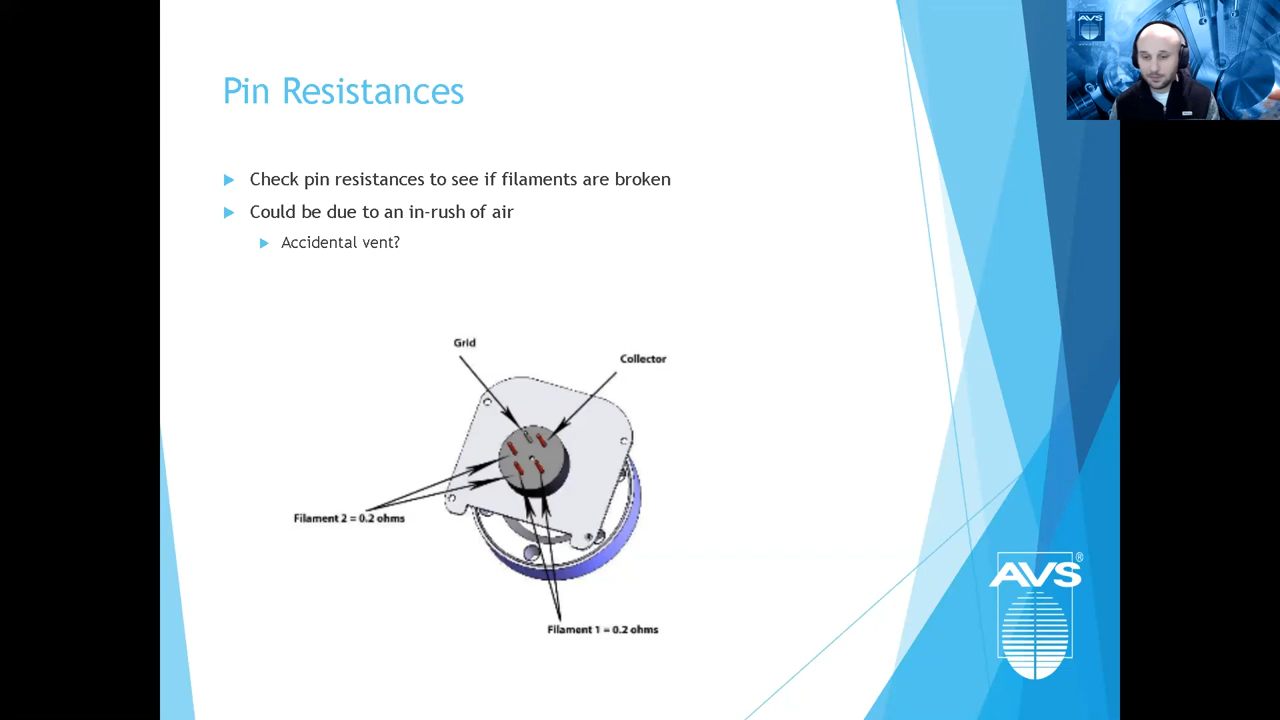 AVS
Pin Resistances
Check pin resistances to see if filaments are broken
Could be due to an in-rush of air
Accidental vent?
Grid
Collector
Filament 2 = 0.2 ohms
Filament 1 = 0.2 ohms
AVS®